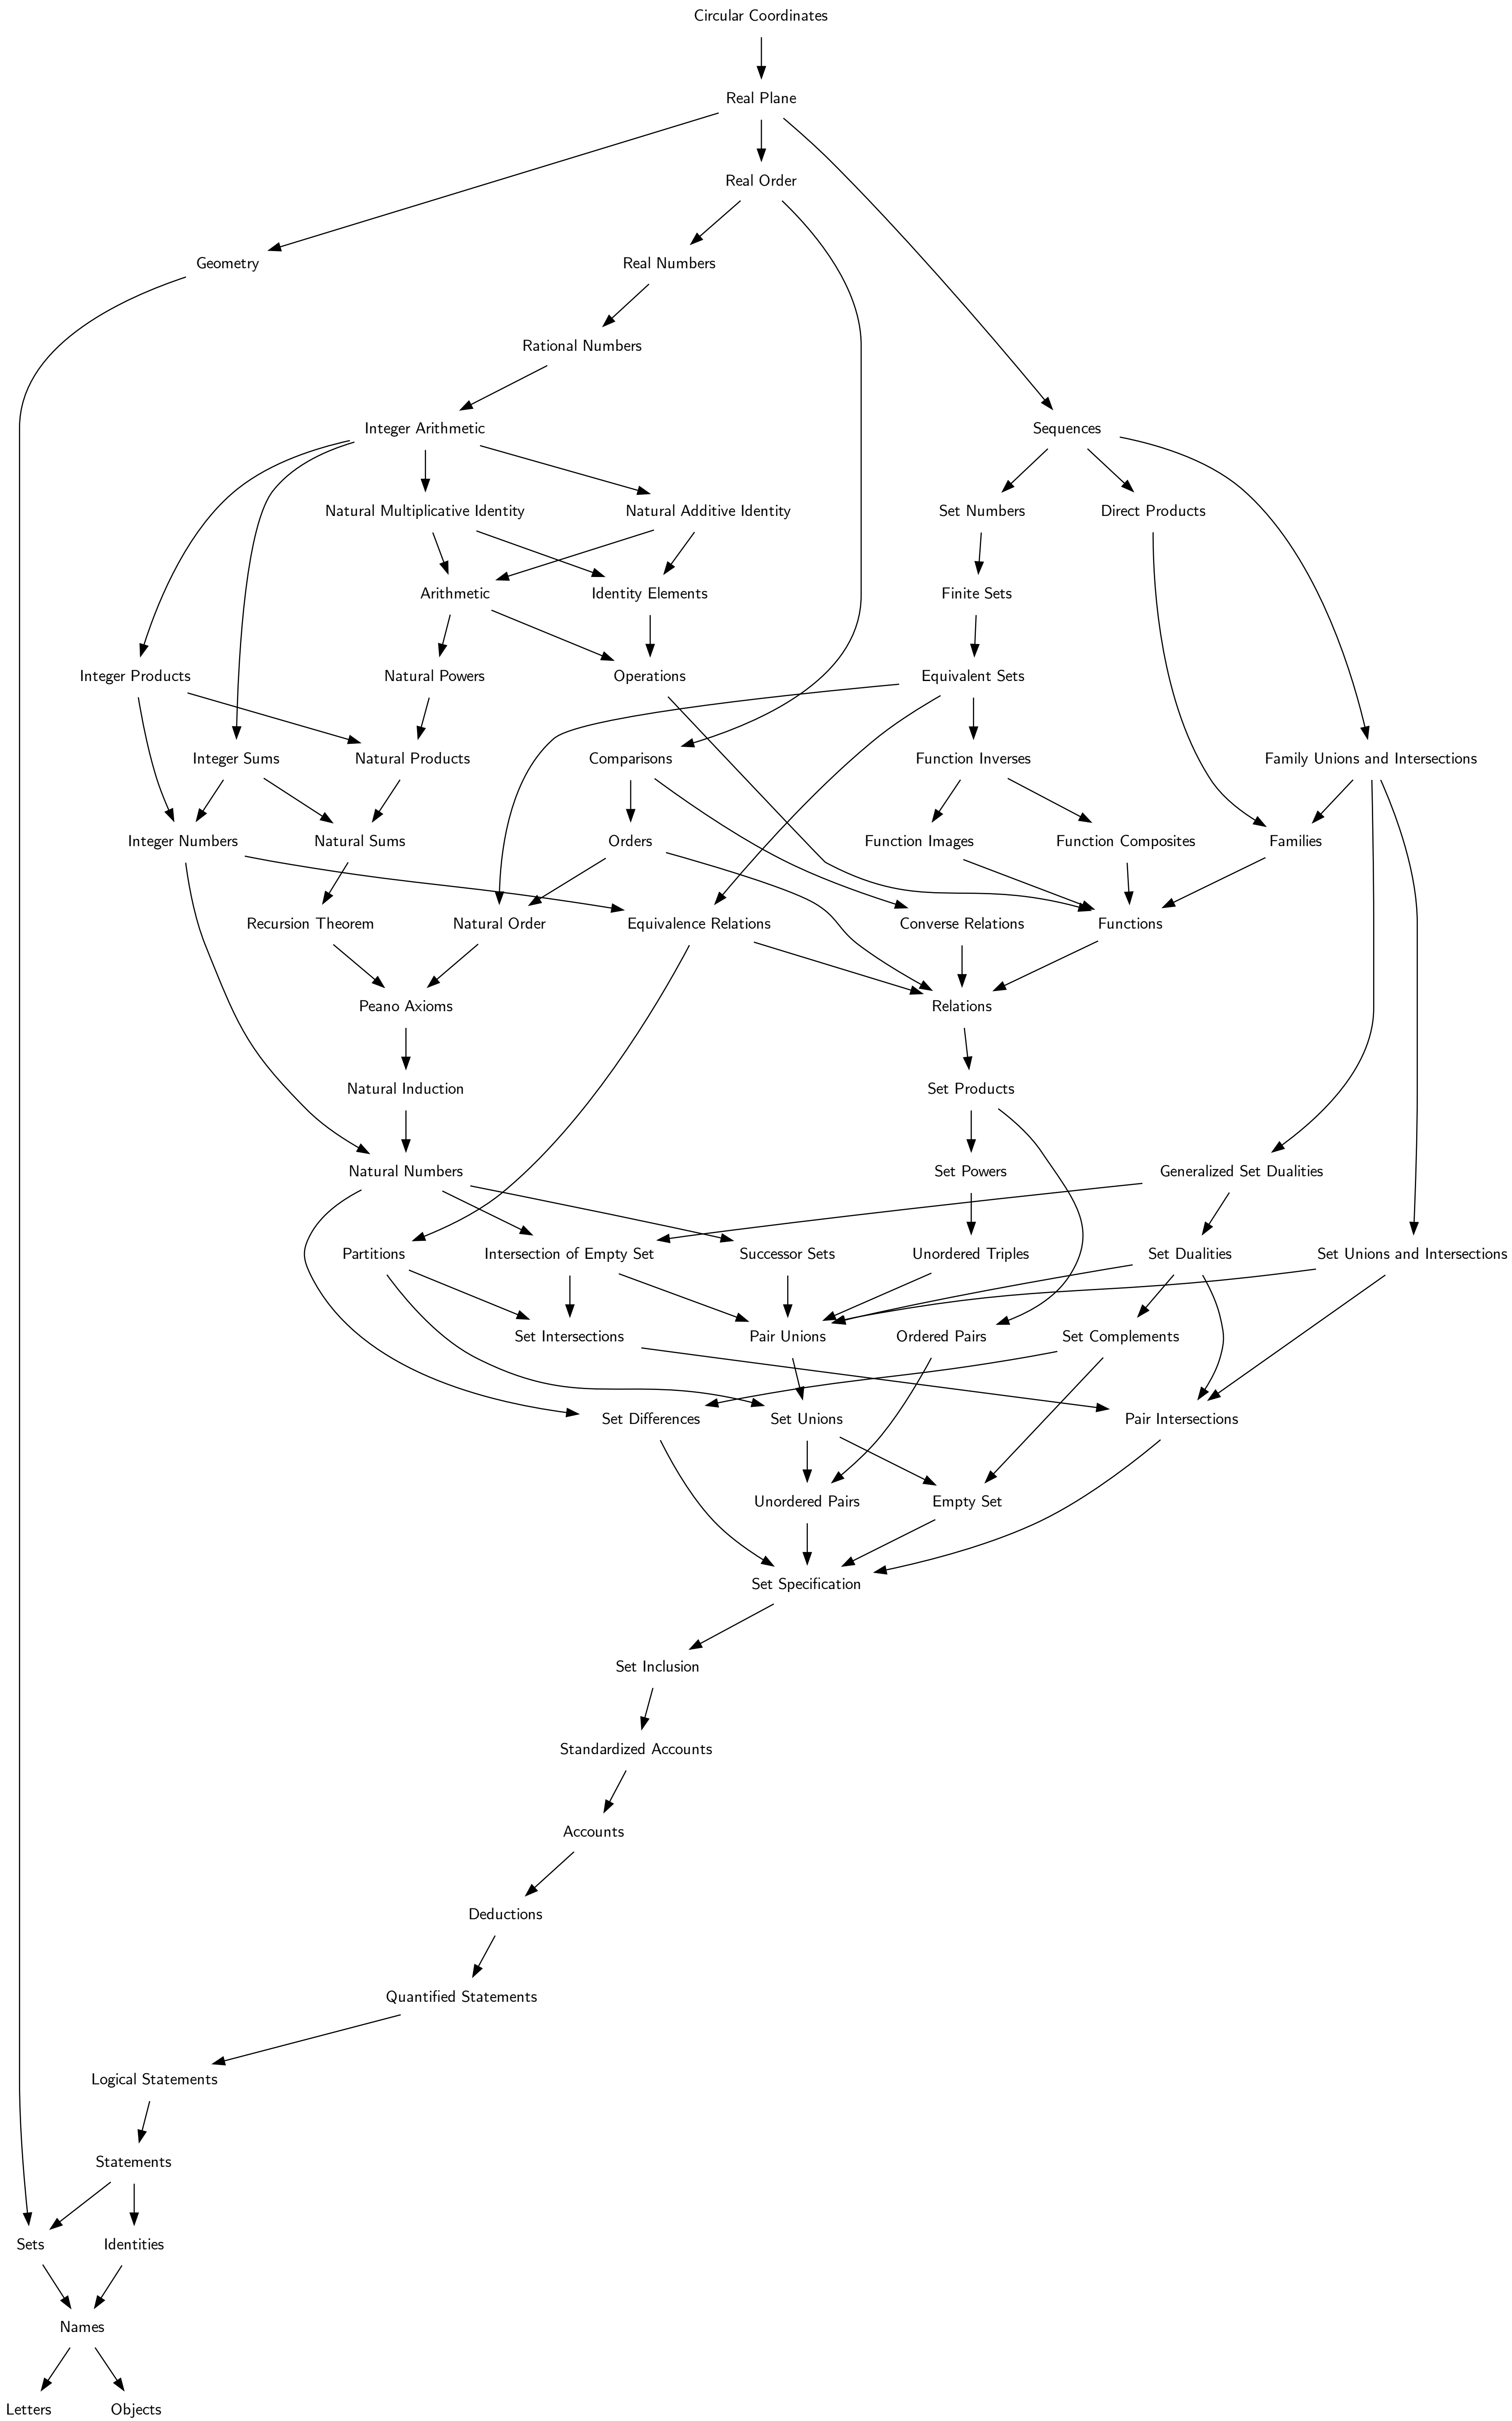 Circular Coordinates
Real Plane
Real Order
Geometry
Real Numbers
Rational Numbers
Integer Arithmetic
Sequences
Natural Multiplicative Identity
Natural Additive Identity
Set Numbers
Direct Products
Arithmetic
Identity Elements
Finite Sets
Integer Products
Natural Powers
Operations
Equivalent Sets
Integer Sums
Natural Products
Comparisons
Function Inverses
Family Unions and Intersections
Integer Numbers
Natural Sums
Orders
Function Images
Function Composites
Families
Recursion Theorem
Natural Order
Equivalence Relations
Converse Relations
Functions
Peano Axioms
Relations
Natural Induction
Set Products
Natural Numbers
Set Powers
Generalized Set Dualities
Partitions
Intersection of Empty Set
Successor Sets
Unordered Triples
Set Dualities
Set Unions and Intersections
Set Intersections
Pair Unions
Ordered Pairs
Set Complements
Set Differences
Set Unions
Pair Intersections
Unordered Pairs
Empty Set
Set Specification
Set Inclusion
Standardized Accounts
Accounts
Deductions
Quantified Statements
Logical Statements
Statements
Sets
Identities
Names
Letters
Objects